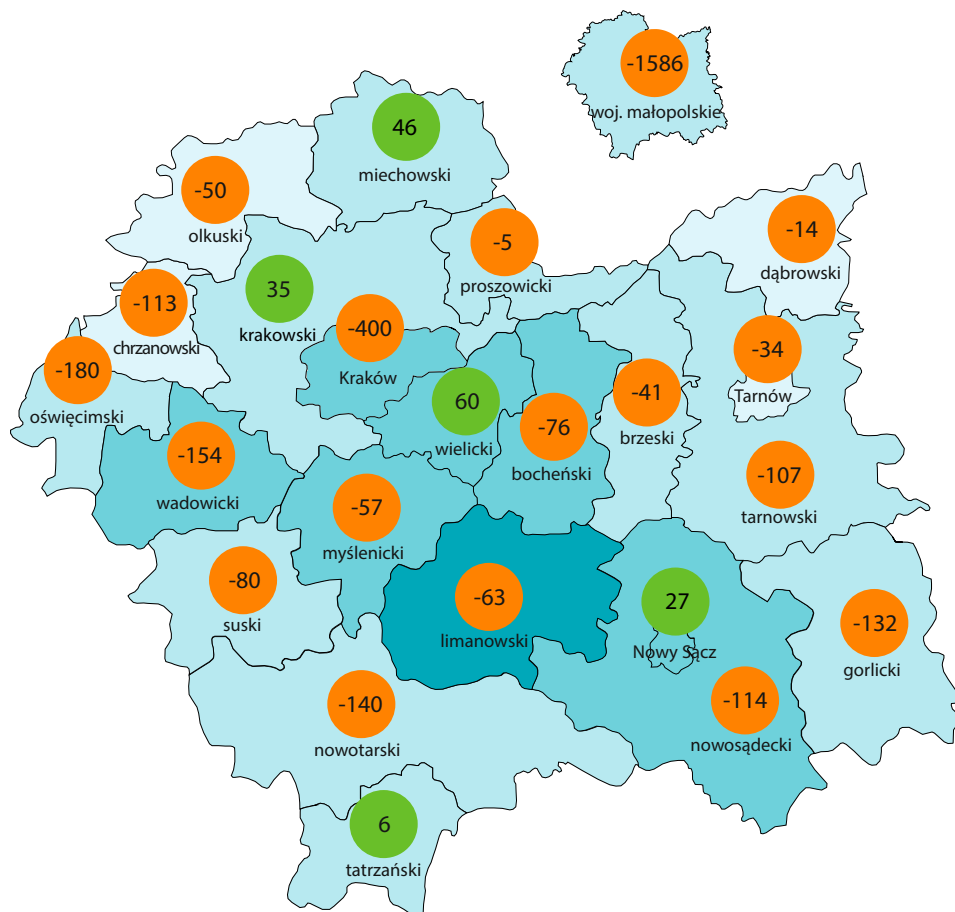 -1586
woj. małopolskie
46
miechowski
-50
olkuski
-5
proszowicki
-14
dąbrowski
35
krakowski
-113
chrzanowski
-400
Kraków
-34
Tarnów
-180
oświęcimski
60
wielicki
-41
brzeski
-76
bocheński
-154
wadowicki
-107
tarnowski
-57
myślenicki
-80
suski
-63
limanowski
27
Nowy Sącz
-132
gorlicki
-140
nowotarski
-114
nowosądecki
6
tatrzański